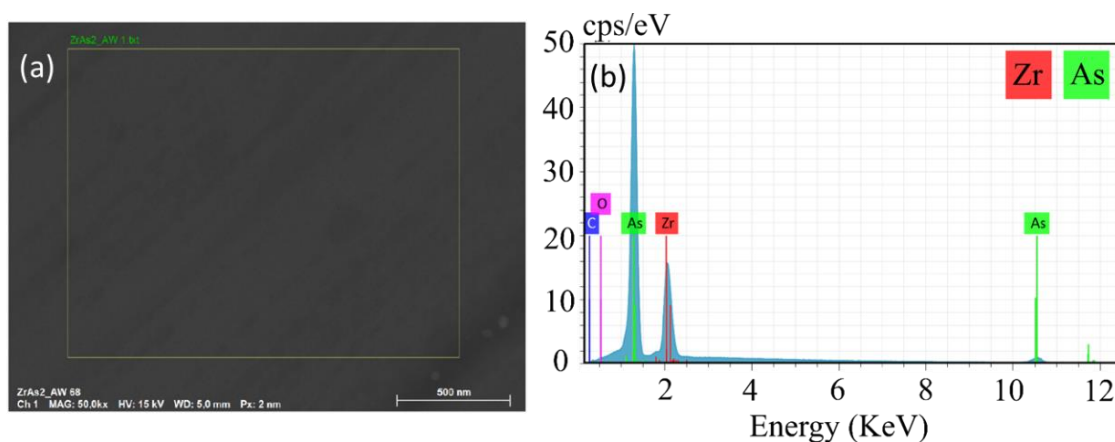 ZrAs2_AW 1.txt
(a)
ZrAs2_AW 68
Ch 1 MAG: 50,0kx HV: 15 kV WD: 5,0 mm Px: 2 nm
500 nm
cps/eV
(b)
Zr As
50
40
30
20
10
0
C
O
As
Zr
As
2 4 6 8 10 12
Energy (KeV)